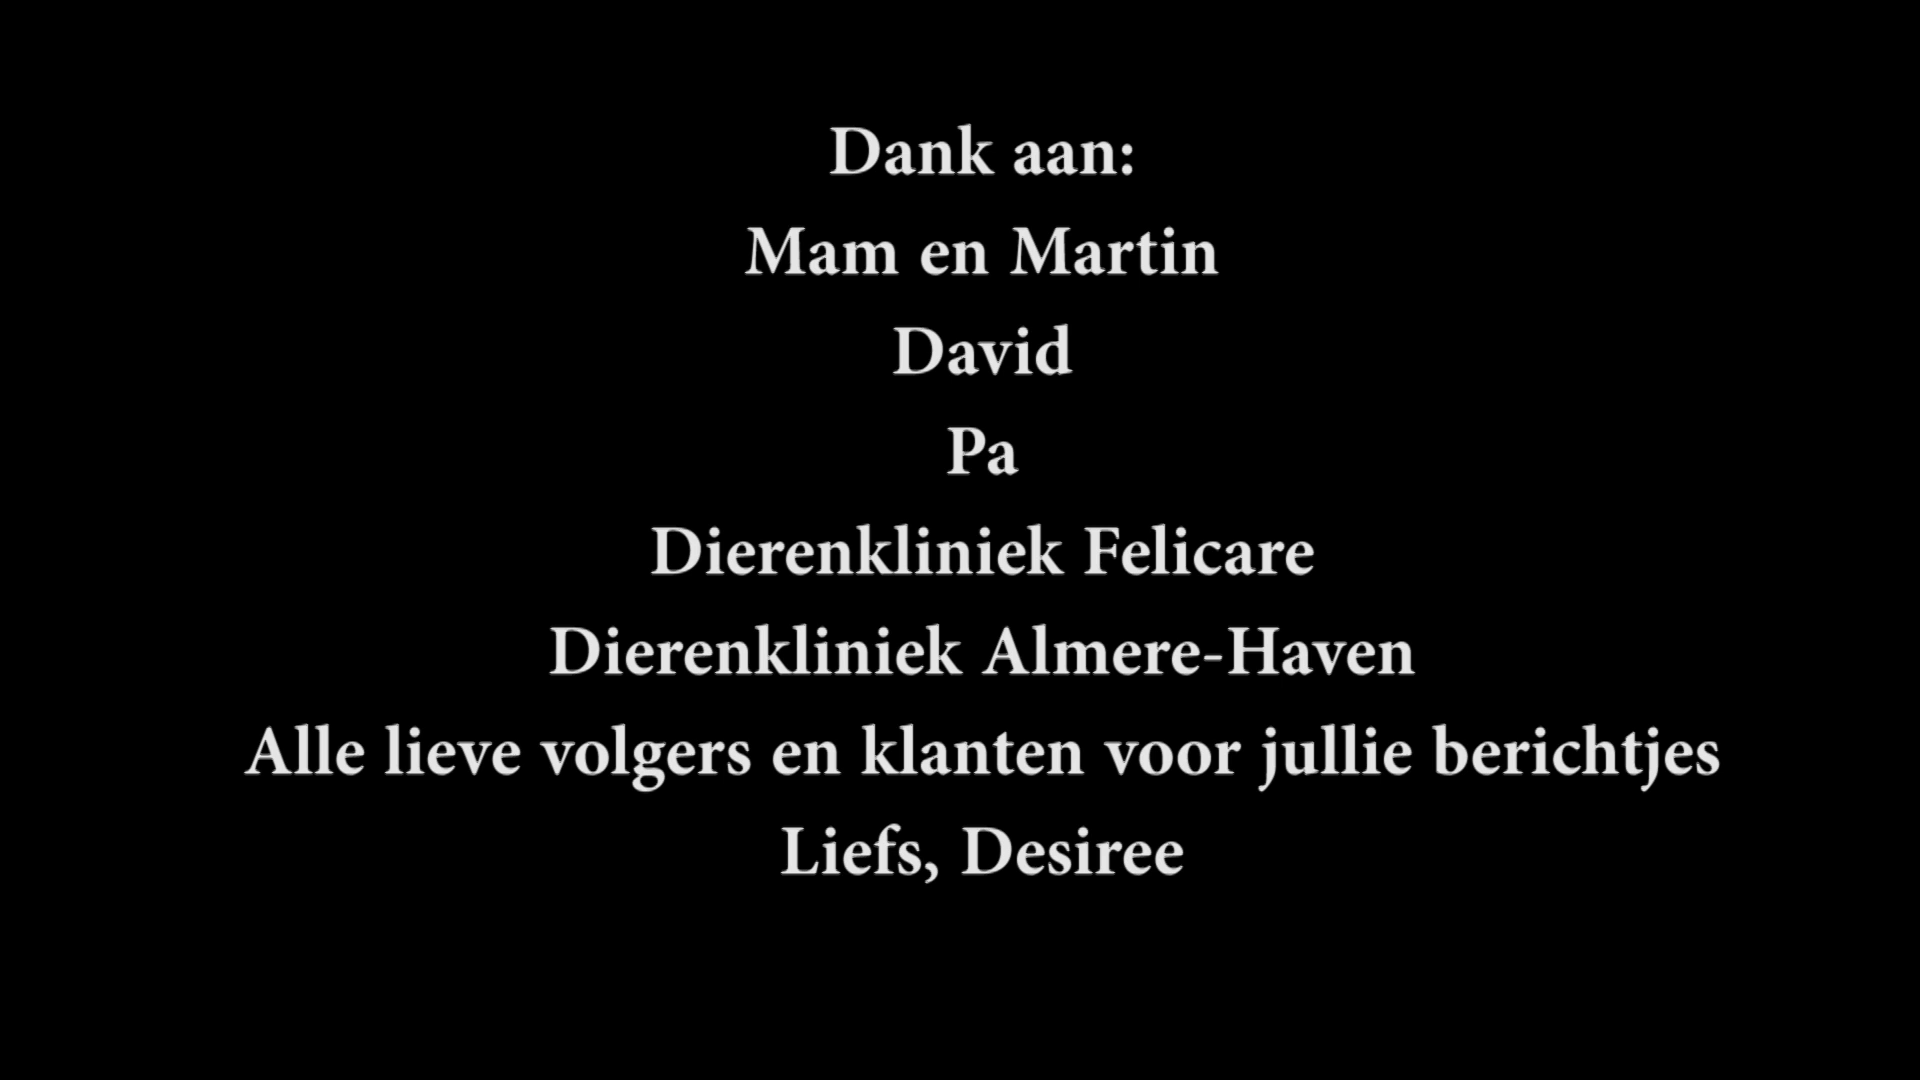 Dank aan:
Mam en Martin
David
Pa
Dierenkliniek Felicare
Dierenkliniek Almere-Haven
Alle lieve volgers en klanten voor jullie berichtjes
Liefs, Desiree